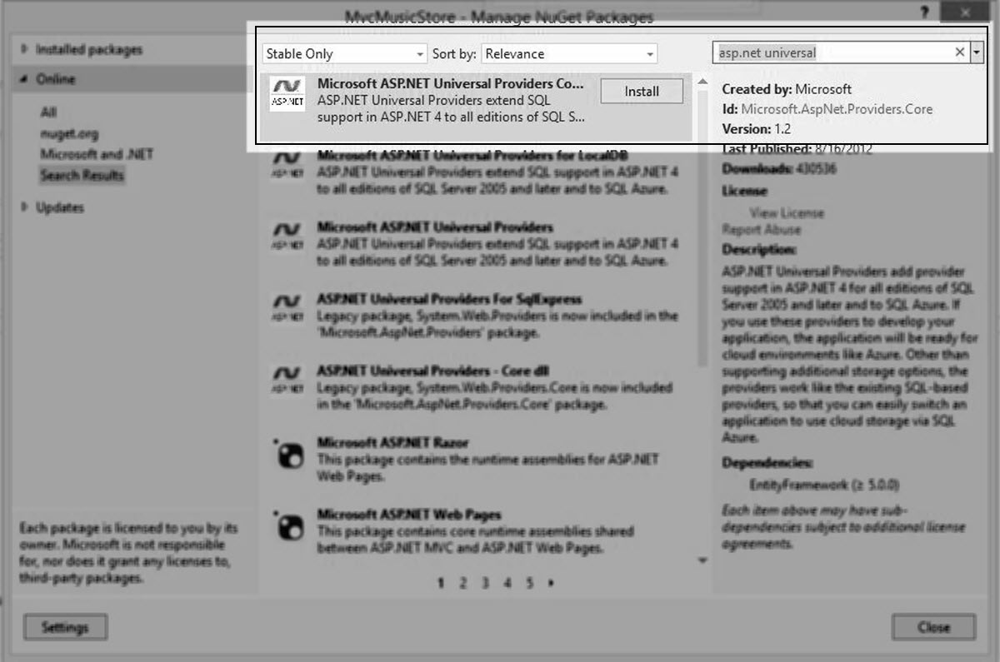 MvcMusicStore - Manage NuGet Packages
?
Installed packages
Online
All
nuget.org
Microsoft and .NET
Search Results
Updates
Each package is licensed to you by its
owner. Microsoft is not responsible
for, nor does it grant any licenses to,
third-party packages.
Settings
Stable Only
Sort by: Relevance
ASP.NET
Microsoft ASP.NET Universal Providers Co...
Install
ASP.NET Universal Providers extend SQL
support in ASP.NET 4 to all editions of SQL S...
ASP.NET
Microsoft ASP.NET Universal Providers for LocalDB
ASP.NET Universal Providers extend SQL support in ASP.NET 4
to all editions of SQL Server 2005 and later and to SQL Azure.
ASP.NET
Microsoft ASP.NET Universal Providers
ASP.NET Universal Providers extend SQL support in ASP.NET 4
to all editions of SQL Server 2005 and later and to SQL Azure.
ASP.NET
ASP.NET Universal Providers For SqlExpress
Legacy package, System.Web.Providers is now included in the
'Microsoft.AspNet.Providers' package.
ASP.NET
ASP.NET Universal Providers - Core dll
Legacy package, System.Web.Providers.Core is now included
in the 'Microsoft.AspNet.Providers.Core' package.
Microsoft ASP.NET Razor
This package contains the runtime assemblies for ASP.NET
Web Pages.
Microsoft ASP.NET Web Pages
This package contains core runtime assemblies shared
between ASP.NET MVC and ASP.NET Web Pages.
1 2 3 4 5
asp.net universal
Created by: Microsoft
Id: Microsoft.AspNet.Providers.Core
Version: 1.2
Last Published: 8/16/2012
Downloads: 430536
License
View License
Report Abuse
Description:
ASP.NET Universal Providers add provider
support in ASP.NET 4 for all editions of SQL
Server 2005 and later and to SQL Azure. If
you use these providers to develop your
application, the application will be ready for
cloud environments like Azure. Other than
supporting additional storage options, the
providers work like the existing SQL-based
providers, so that you can easily switch an
application to use cloud storage via SQL
Azure.
Dependencies:
EntityFramework (≥ 5.0.0)
Each item above may have sub-
dependencies subject to additional license
agreements.
Close